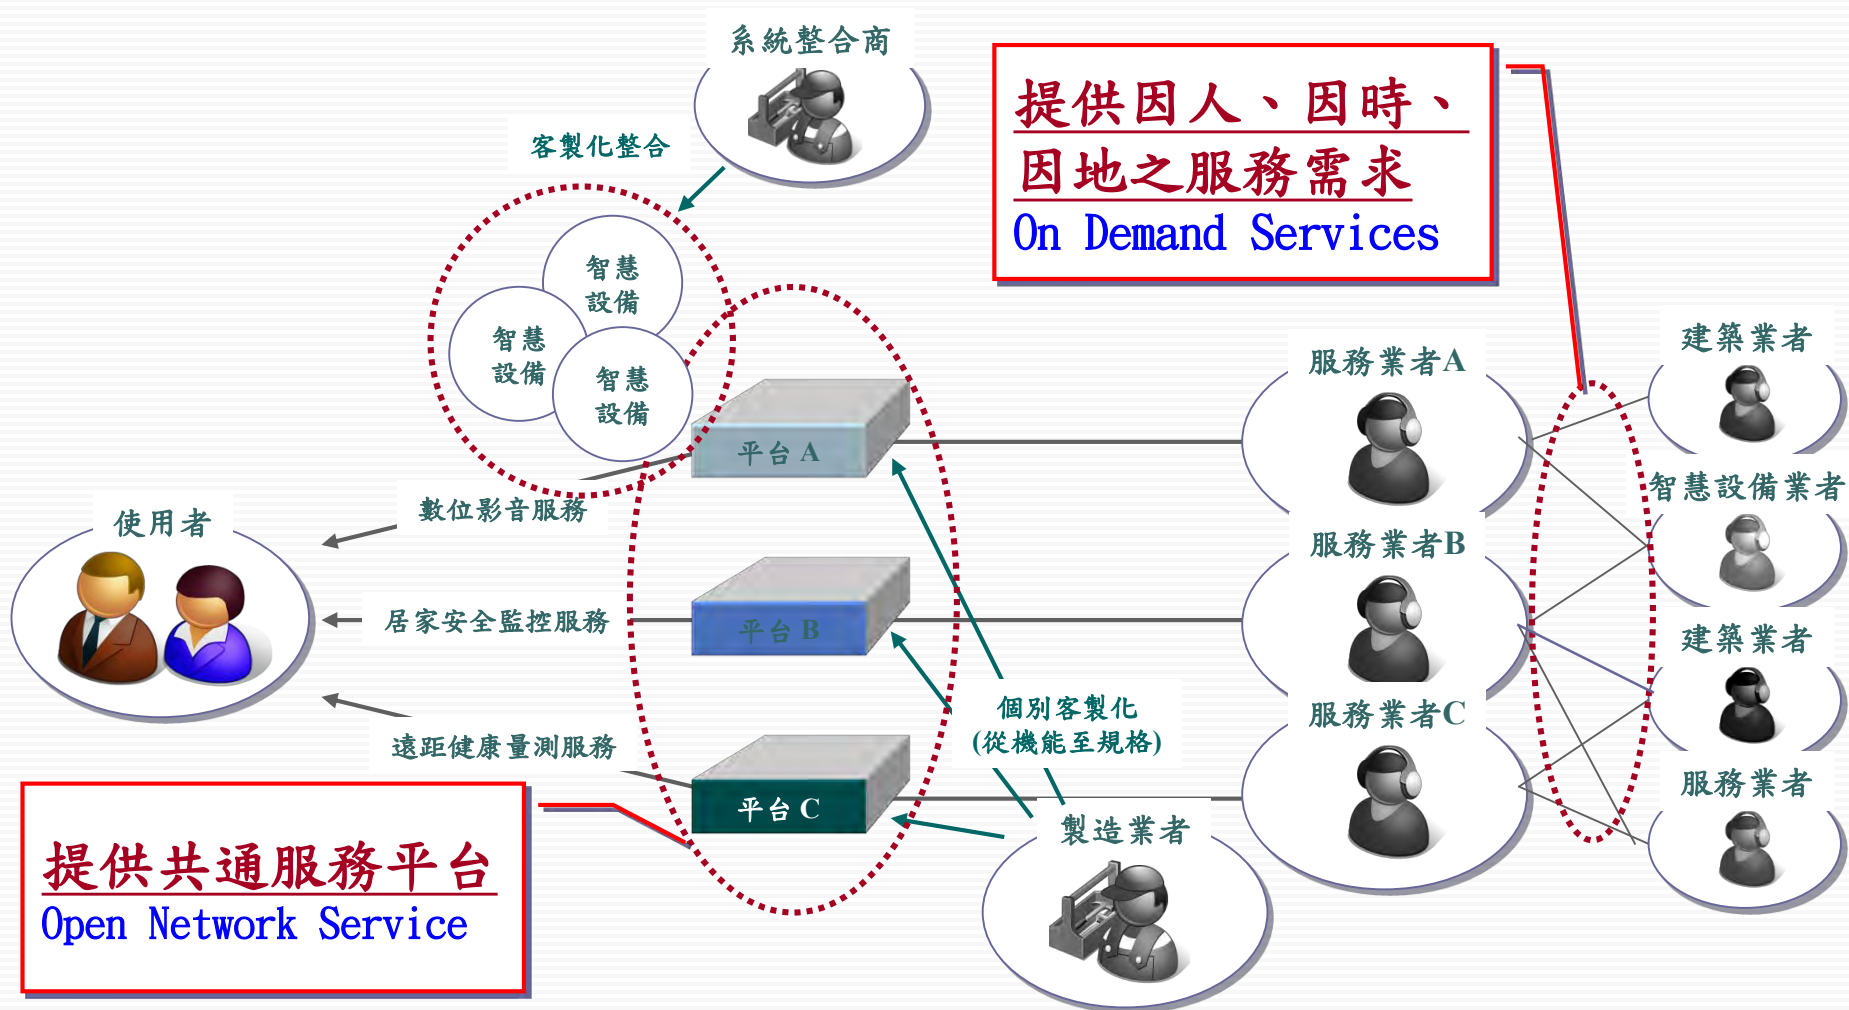 系統整合商
客製化整合
提供因人、因時、
因地之服務需求
On Demand Services
智慧
設備
智慧
設備
智慧
設備
服務業者A
建築業者
平台 A
數位影音服務
智慧設備業者
使用者
服務業者B
居家安全監控服務
平台 B
建築業者
個別客製化
(從機能至規格)
服務業者C
遠距健康量測服務
平台 C
服務業者
製造業者
提供共通服務平台
Open Network Service